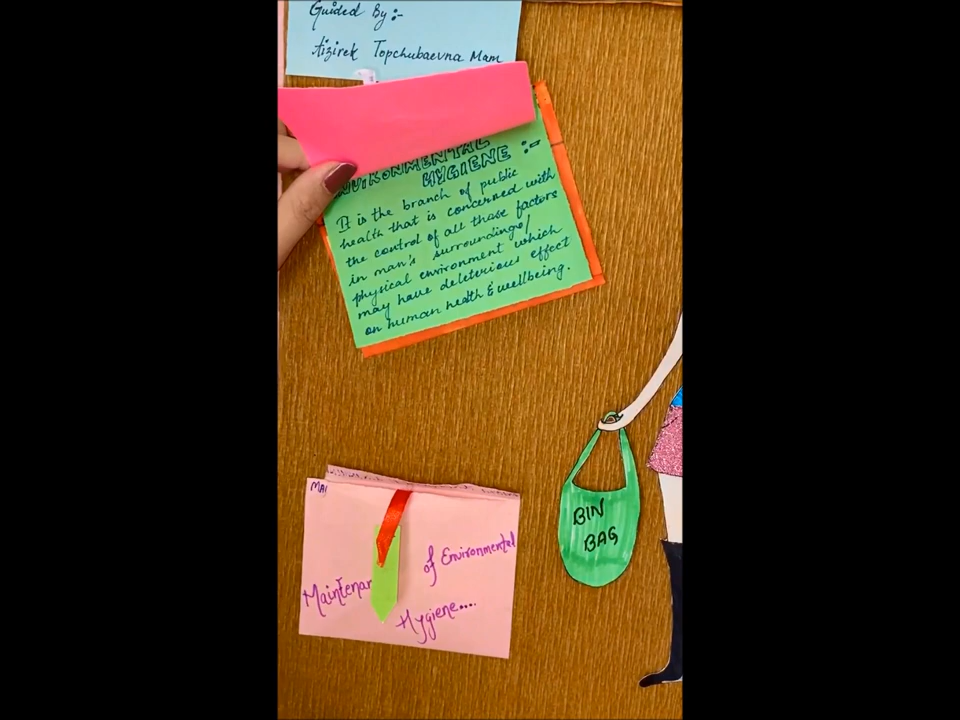 Guided By :-
Aizirek Topchubaevna Mam
ENVIRONMENTAL
HYGIENE :-
It is the branch of public
health that is concerned with
the control of all those factors
in man's surroundings/
physical environment which
may have deleterious effect
on human health & wellbeing.
BIN
BAG
of Environmental
Hygiene....